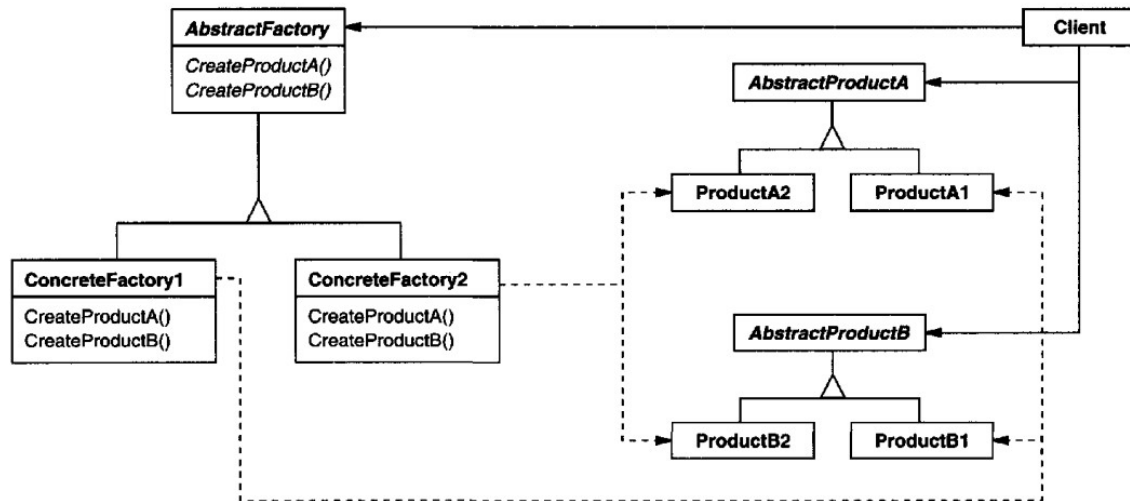 AbstractFactory
CreateProductA()
CreateProductB()
Client
AbstractProductA
ProductA2
ProductA1
ConcreteFactory1
CreateProductA()
CreateProductB()
ConcreteFactory2
CreateProductA()
CreateProductB()
AbstractProductB
ProductB2
ProductB1